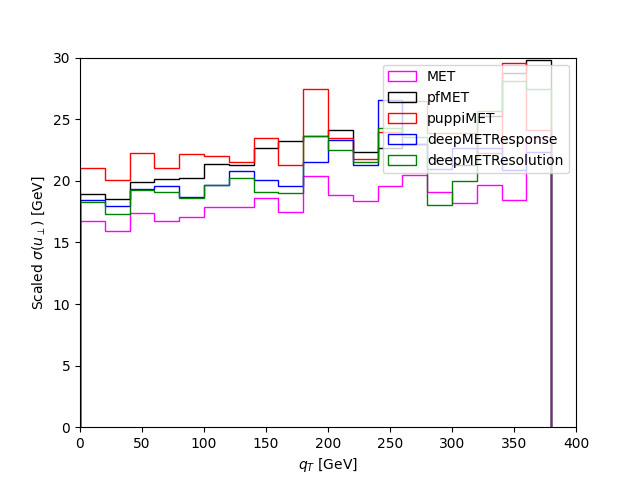 30
25
20
15
10
5
0
Scaled σ(u⊥) [GeV]
MET
pfMET
puppiMET
deepMETResponse
deepMETResolution
0 50 100 150 200 250 300 350 400
qT [GeV]